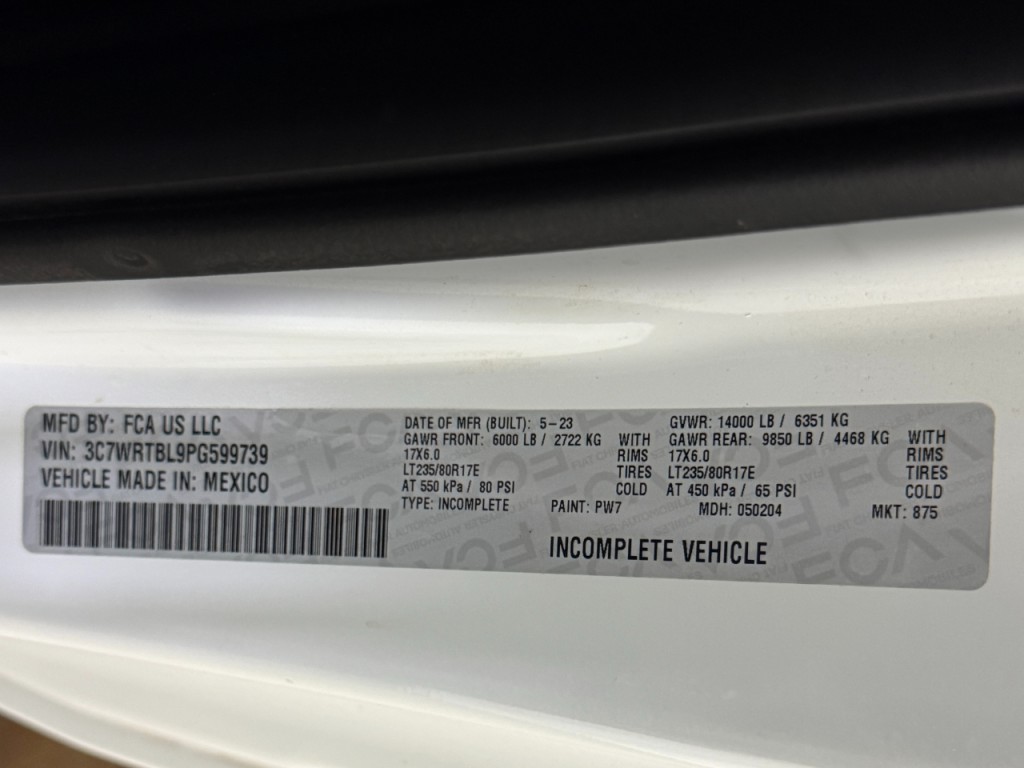 MFD BY: FCA US LLC
VIN: 3C7WRTBL9PG599739
VEHICLE MADE IN: MEXICO
DATE OF MFR (BUILT): 5-23
GAWR FRONT: 6000 LB / 2722 KG WITH
17X6.0 RIMS
LT235/80R17E TIRES
AT 550 kPa / 80 PSI COLD
TYPE: INCOMPLETE PAINT: PW7
GVWR: 14000 LB / 6351 KG
GAWR REAR: 9850 LB / 4468 KG WITH
17X6.0 RIMS
LT235/80R17E TIRES
AT 450 kPa / 65 PSI COLD
MDH: 050204 MKT: 875
INCOMPLETE VEHICLE